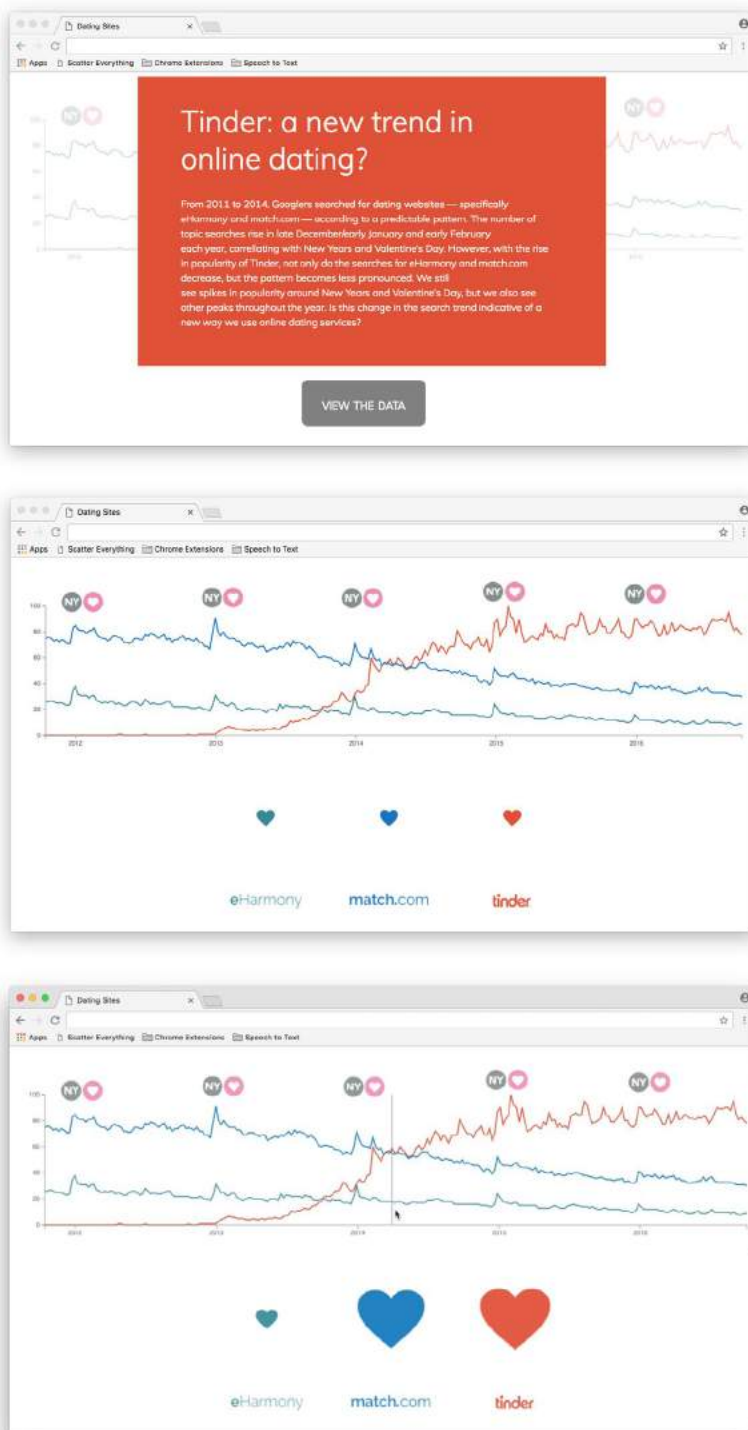 Dating Sites
Apps Scatter Everything Chrome Extensions Speech to Text
NY NY
Tinder: a new trend in
online dating?
From 2011 to 2014, Googlers searched for dating websites — specifically
eHarmony and match.com — according to a predictable pattern. The number of
topic searches rise in late December/early January and early February
each year, correllating with New Years and Valentine's Day. However, with the rise
in popularity of Tinder, not only do the searches for eHarmony and match.com
decrease, but the pattern becomes less pronounced. We still
see spikes in popularity around New Years and Valentine's Day, but we also see
other peaks throughout the year. Is this change in the search trend indicative of a
new way we use online dating services?
VIEW THE DATA
Dating Sites
Apps Scatter Everything Chrome Extensions Speech to Text
NY NY NY NY NY
100
80
60
40
20
0
2012 2013 2014 2015 2016
eHarmony match.com tinder
Dating Sites
Apps Scatter Everything Chrome Extensions Speech to Text
NY NY NY NY NY
100
80
60
40
20
0
2012 2013 2014 2015 2016
eHarmony match.com tinder